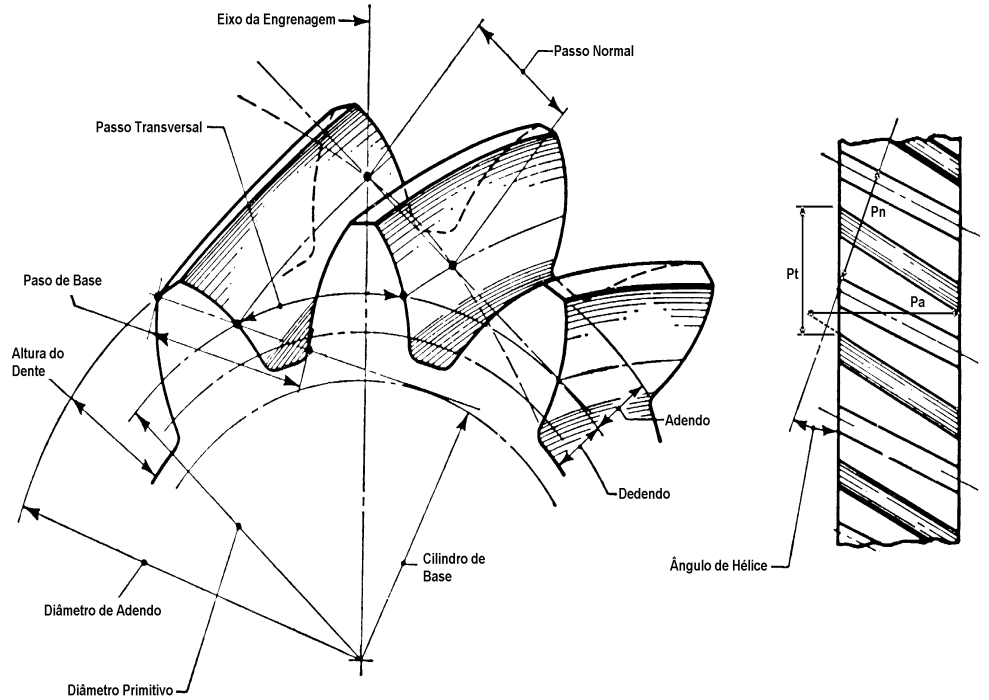 Eixo da Engrenagem
Passo Normal
Passo Transversal
Paso de Base
Altura do
Dente
Adendo
Dedendo
Cilindro de
Base
Diâmetro de Adendo
Diâmetro Primitivo
Pn
Pt
Pa
Ângulo de Hélice